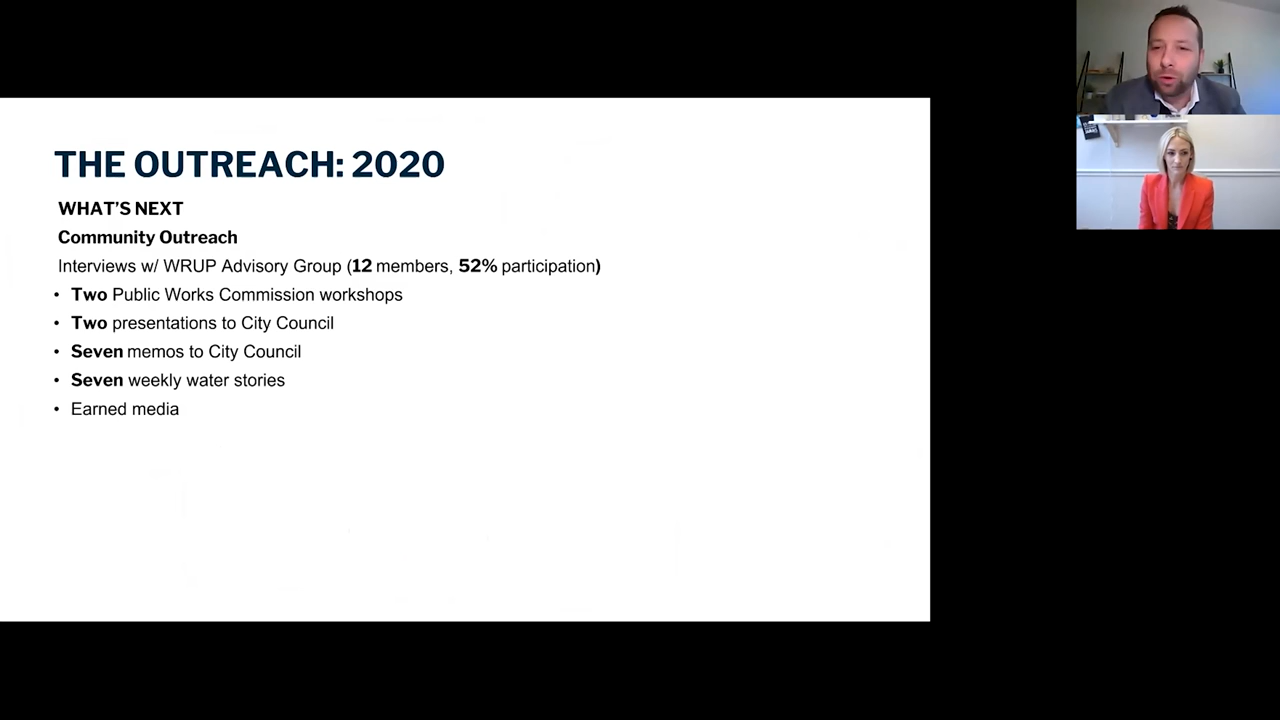 THE OUTREACH: 2020
WHAT'S NEXT
Community Outreach
Interviews w/ WRUP Advisory Group (12 members, 52% participation)
• Two Public Works Commission workshops
• Two presentations to City Council
• Seven memos to City Council
• Seven weekly water stories
• Earned media